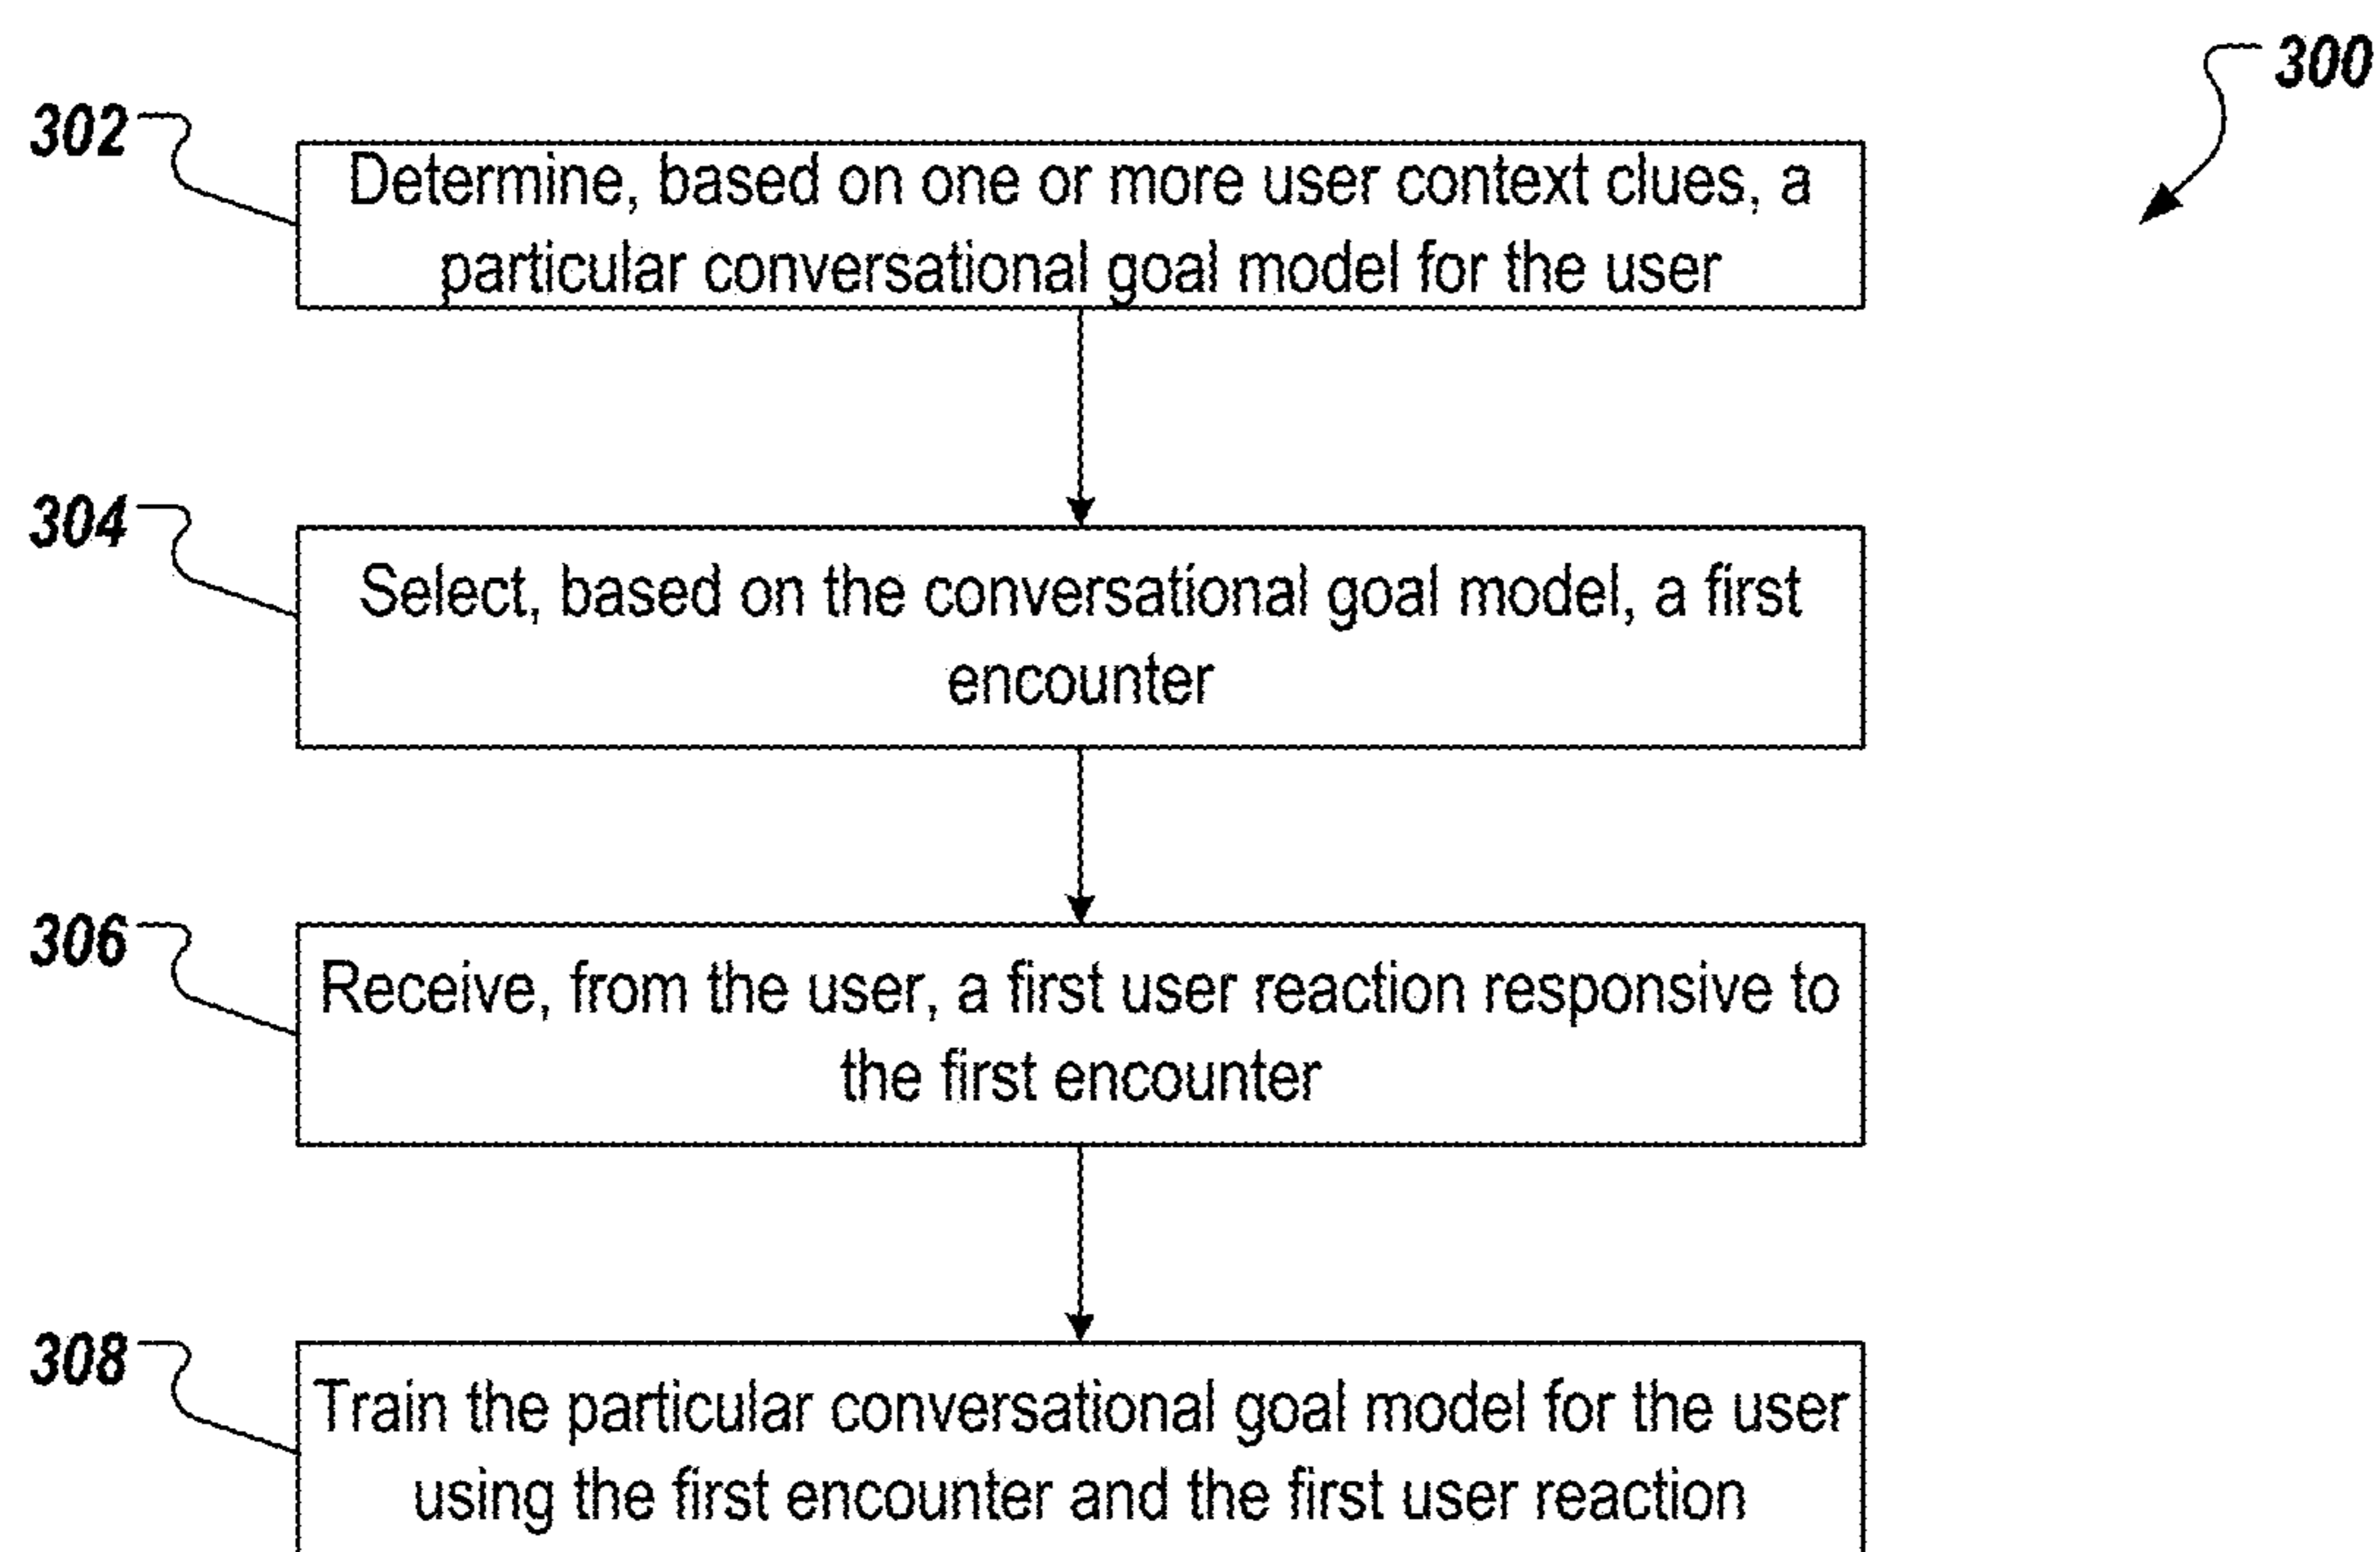 300
302
Determine, based on one or more user context clues, a
particular conversational goal model for the user
304
Select, based on the conversational goal model, a first
encounter
306
Receive, from the user, a first user reaction responsive to
the first encounter
308
Train the particular conversational goal model for the user
using the first encounter and the first user reaction